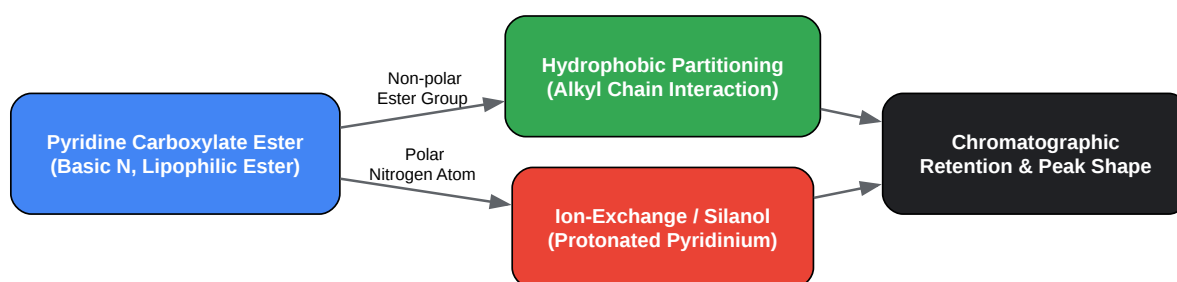 Pyridine Carboxylate Ester
(Basic N, Lipophilic Ester)
Non-polar
Ester Group
Polar
Nitrogen Atom
Hydrophobic Partitioning
(Alkyl Chain Interaction)
Ion-Exchange / Silanol
(Protonated Pyridinium)
Chromatographic
Retention & Peak Shape